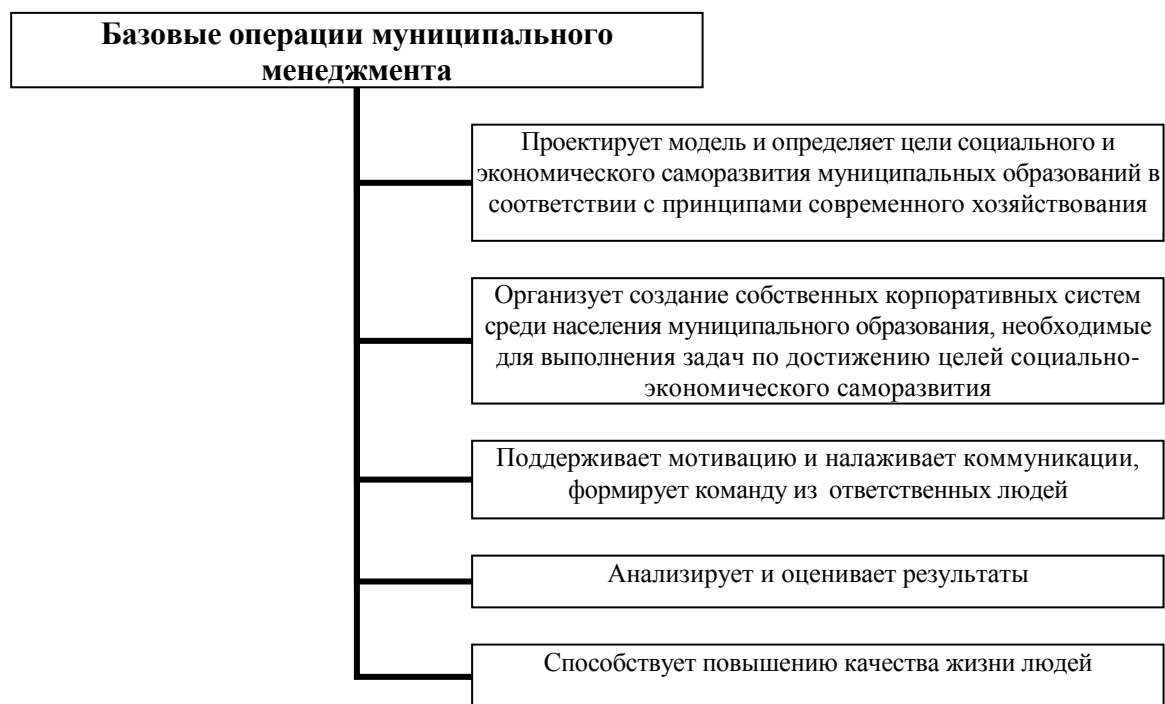 Базовые операции муниципального
менеджмента
Проектирует модель и определяет цели социального и
экономического саморазвития муниципальных образований в
соответствии с принципами современного хозяйствования
Организует создание собственных корпоративных систем
среди населения муниципального образования, необходимые
для выполнения задач по достижению целей социально-
экономического саморазвития
Поддерживает мотивацию и налаживает коммуникации,
формирует команду из ответственных людей
Анализирует и оценивает результаты
Способствует повышению качества жизни людей